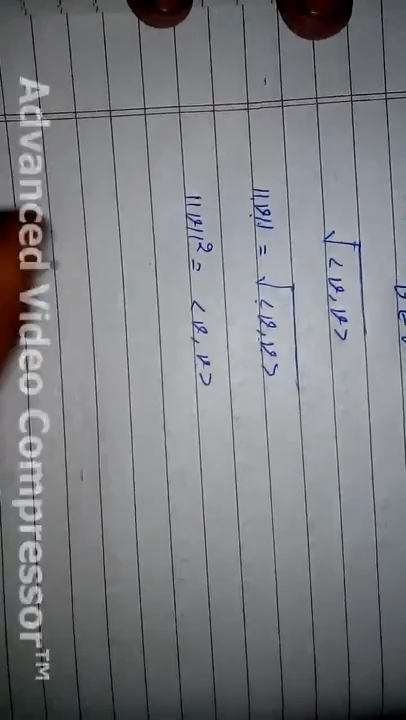 √<v, v>
||v|| = √<v, v>
||v||² = <v, v>
Advanced Video Compressor™